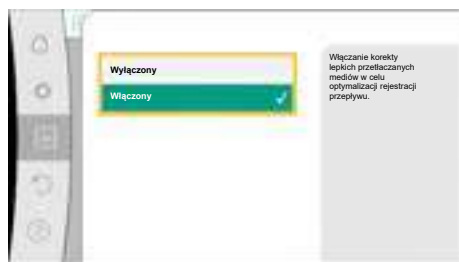 Wyłączony
Włączony
Włączanie korekty
lepkich przetłaczanych
mediów w celu
optymalizacji rejestracji
przepływu.